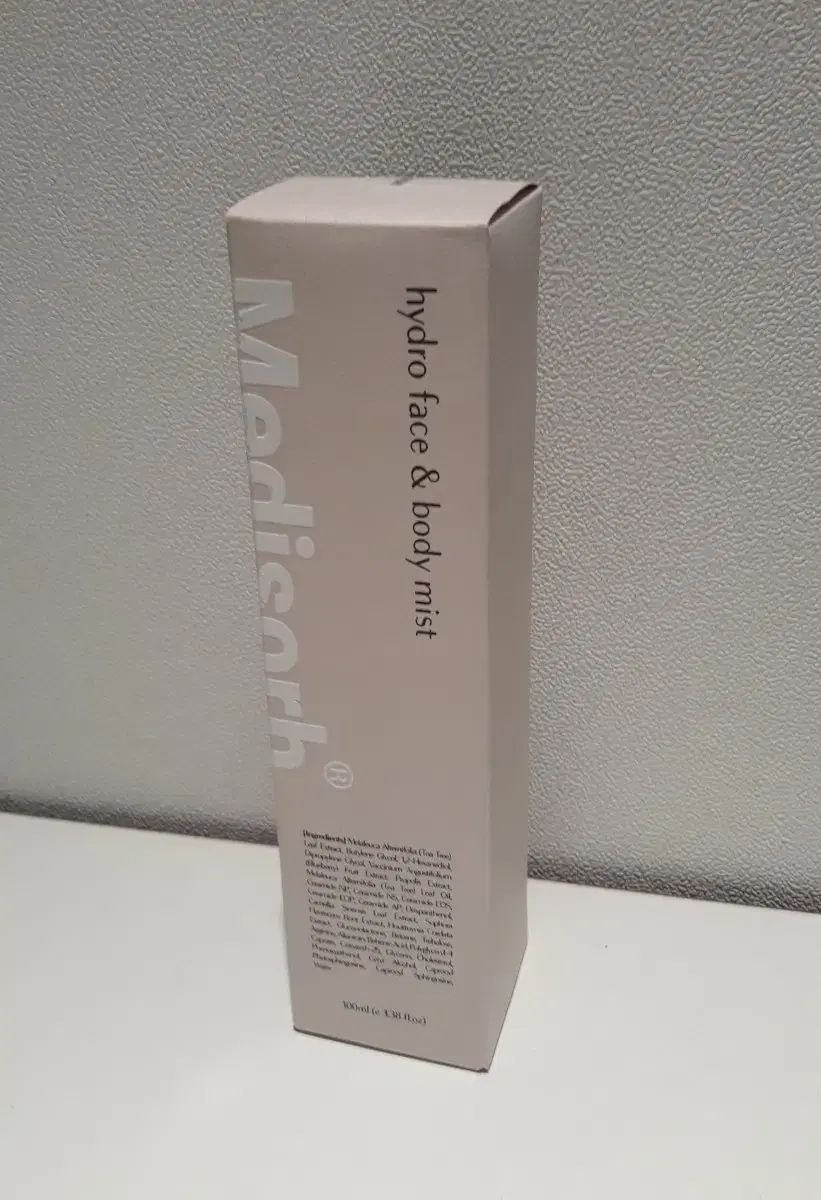 Medisorb®
hydro face & body mist
[Ingredients] Melaleuca Alternifolia (Tea Tree)
Leaf Extract, Butylene Glycol, 1,2-Hexanediol,
Dipropylene Glycol, Vaccinium Angustifolium
(Blueberry) Fruit Extract, Propolis Extract,
Melaleuca Alternifolia (Tea Tree) Leaf Oil,
Ceramide NP, Ceramide NS, Ceramide EOS,
Ceramide EOP, Ceramide AP, Dexpanthenol,
Camellia Sinensis Leaf Extract, Sophora
Flavescens Root Extract, Houttuynia Cordata
Extract, Gluconolactone, Betaine, Trehalose,
Arginine, Allantoin, Behenic Acid, Polyglyceryl-4
Caprate, Ceteareth-25, Glycerin, Cholesterol,
Phenoxyethanol, Cetyl Alcohol, Caprooyl
Phytosphingosine, Caprooyl Sphingosine,
Water
100ml (e 3.38 fl.oz)